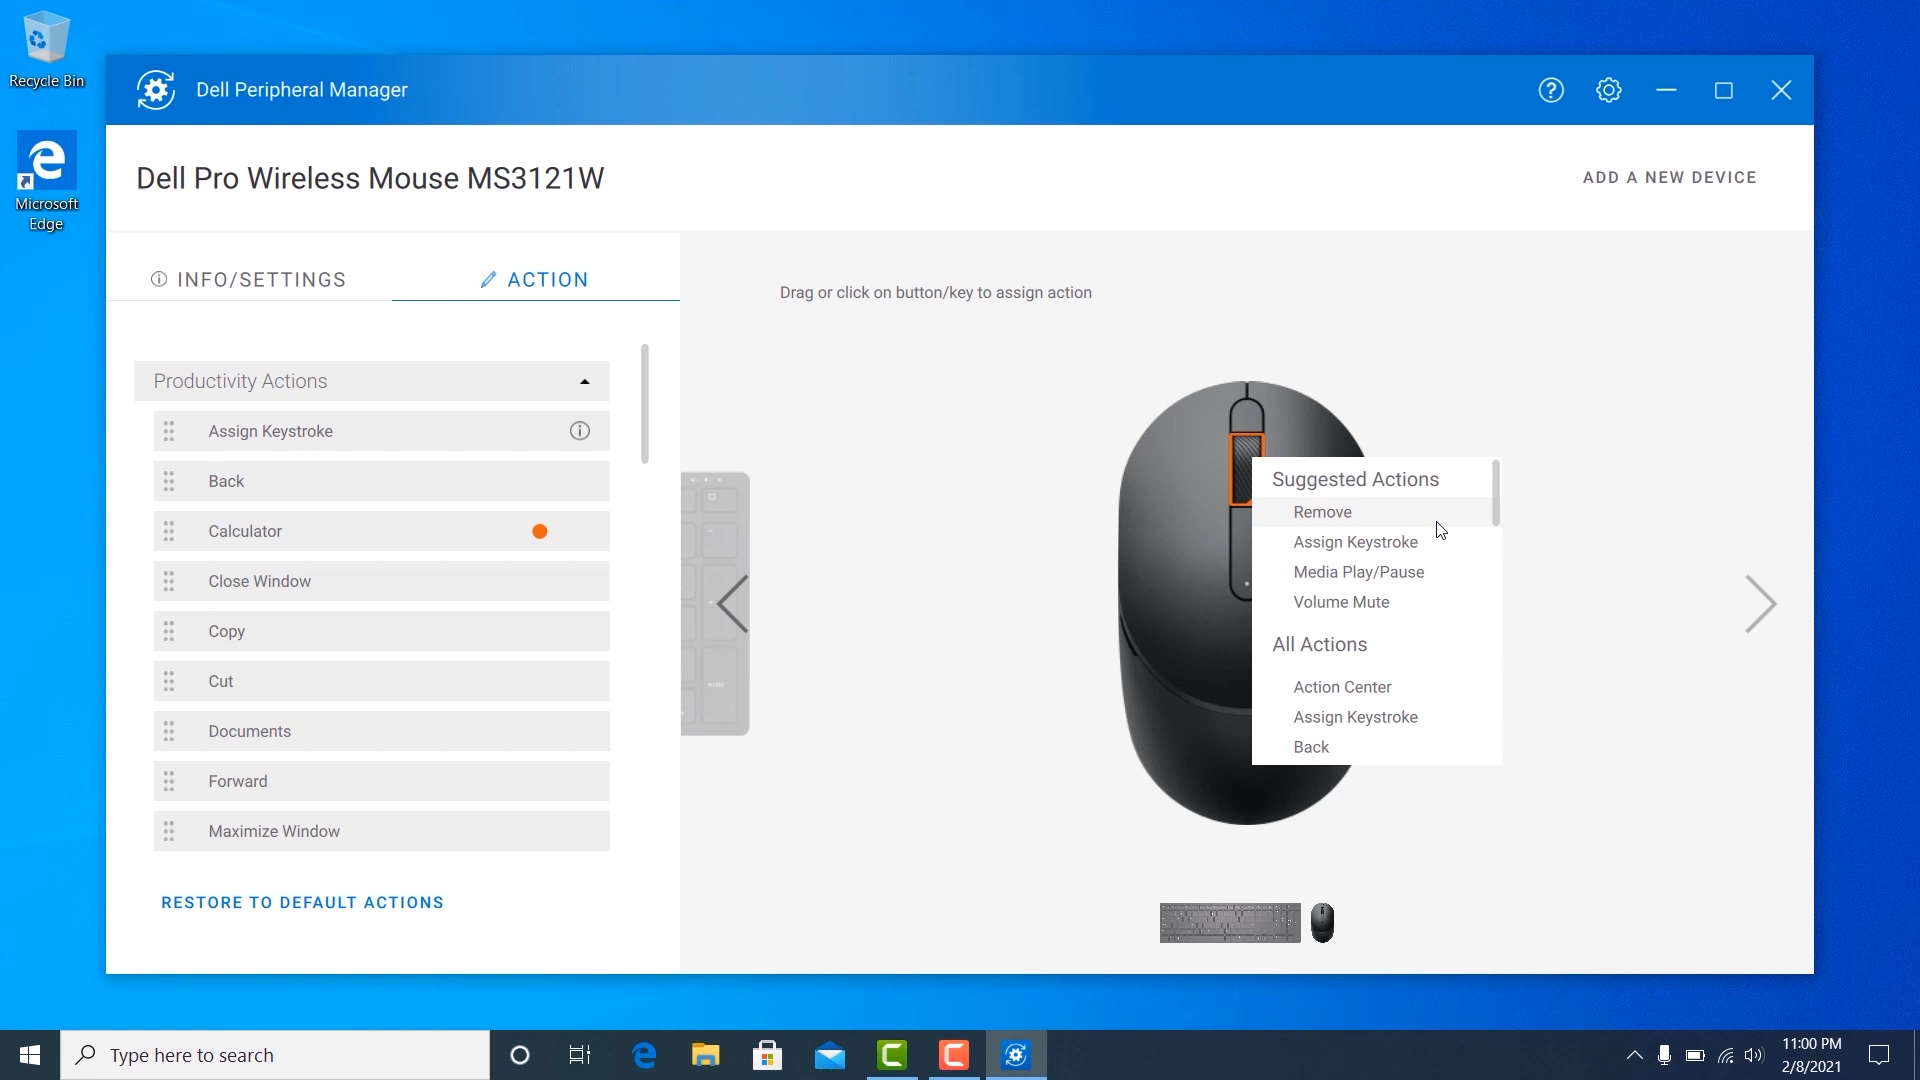 Recycle Bin
Microsoft
Edge
Dell Peripheral Manager
Dell Pro Wireless Mouse MS3121W
ADD A NEW DEVICE
INFO/SETTINGS
ACTION
Drag or click on button/key to assign action
Productivity Actions
Assign Keystroke
Back
Calculator
Close Window
Copy
Cut
Documents
Forward
Maximize Window
RESTORE TO DEFAULT ACTIONS
Suggested Actions
Remove
Assign Keystroke
Media Play/Pause
Volume Mute
All Actions
Action Center
Assign Keystroke
Back
Type here to search
11:00 PM
2/8/2021